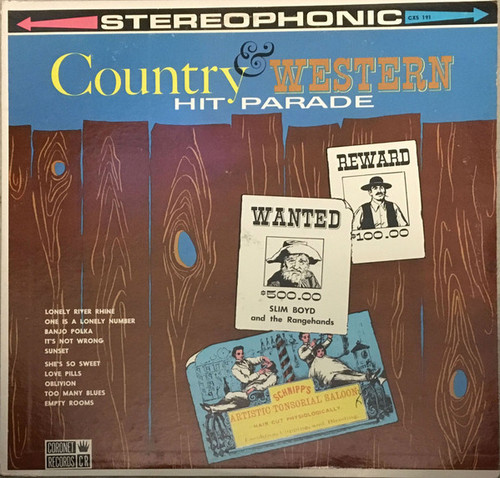 STEREOPHONIC
CXS 191
Country & WESTERN
HIT PARADE
REWARD
$100.00
WANTED
$500.00
SLIM BOYD
and the Rangehands
LONELY RIVER RHINE
ONE IS A LONELY NUMBER
BANJO POLKA
IT'S NOT WRONG
SUNSET
SHE'S SO SWEET
LOVE PILLS
OBLIVION
TOO MANY BLUES
EMPTY ROOMS
SCHNIPP'S
ARTISTIC TONSORIAL SALOON
HAIR CUT PHYSIOLOGICALLY
CORONET
RECORDS CR